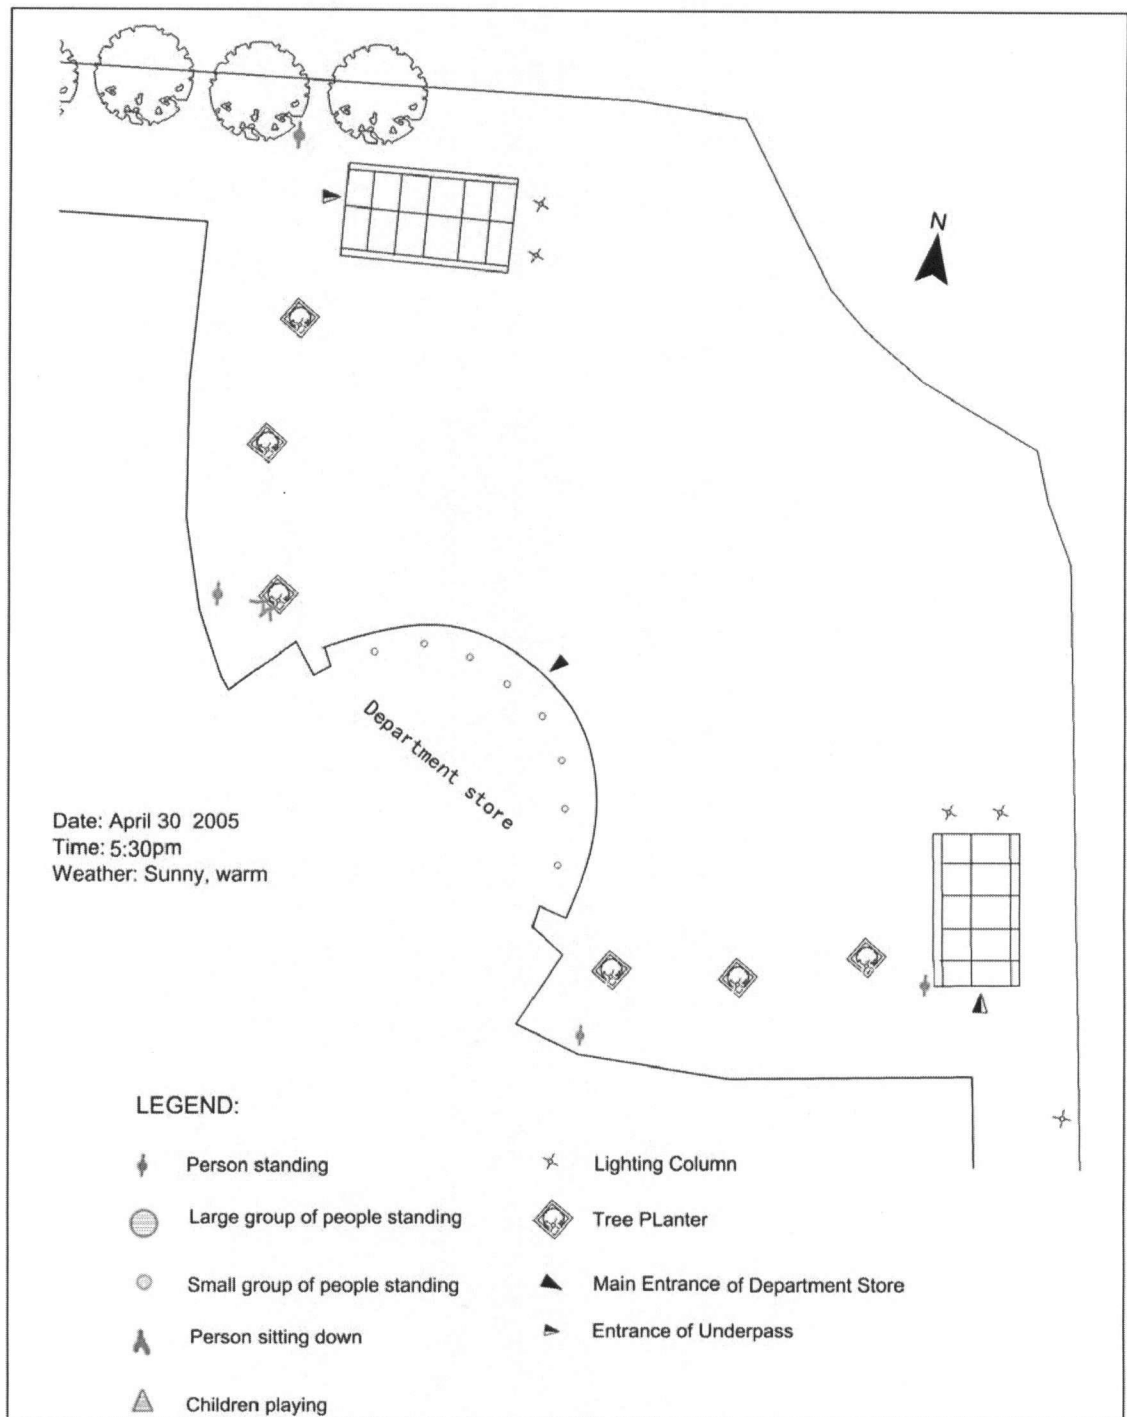 N
Department store
Date: April 30 2005
Time: 5:30pm
Weather: Sunny, warm
LEGEND:
Person standing
Large group of people standing
Small group of people standing
Person sitting down
Children playing
Lighting Column
Tree PLanter
Main Entrance of Department Store
Entrance of Underpass